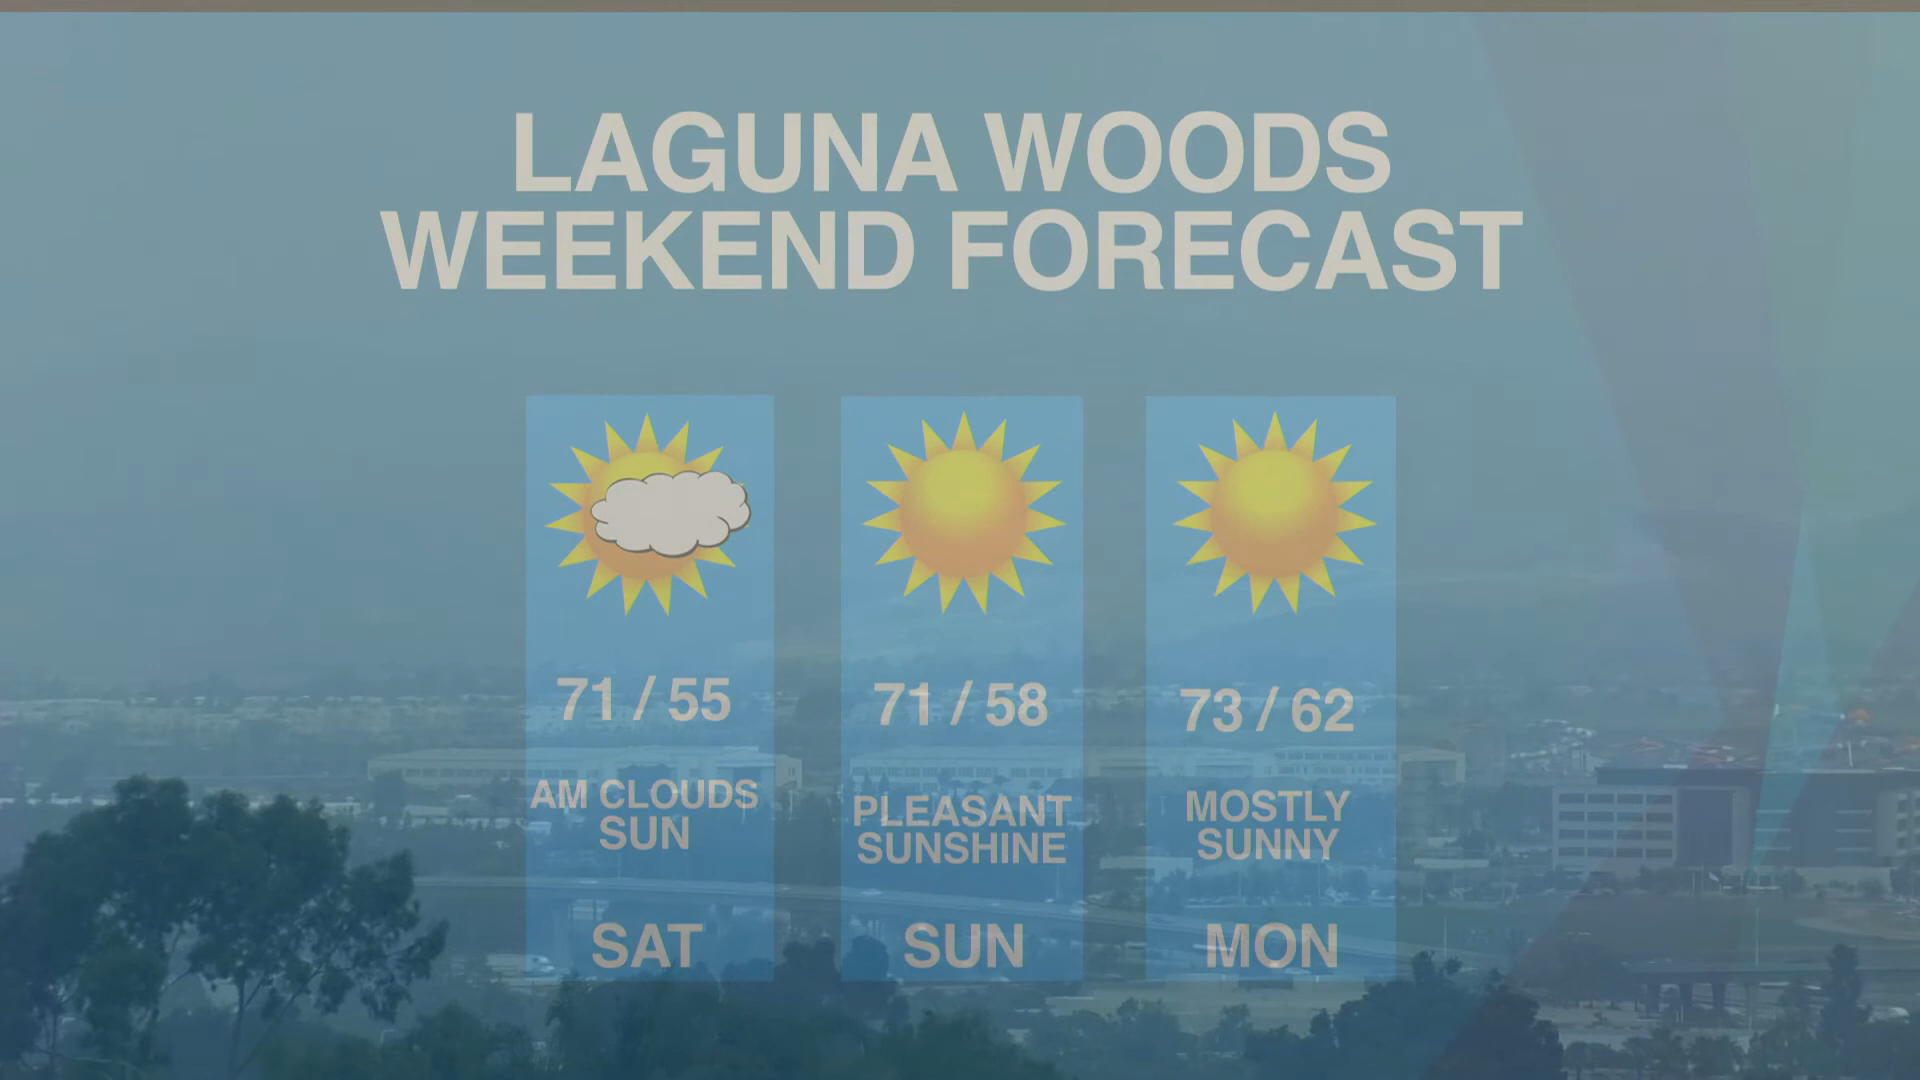 LAGUNA WOODS
WEEKEND FORECAST
71 / 55
AM CLOUDS
SUN
SAT
71 / 58
PLEASANT
SUNSHINE
SUN
73 / 62
MOSTLY
SUNNY
MON